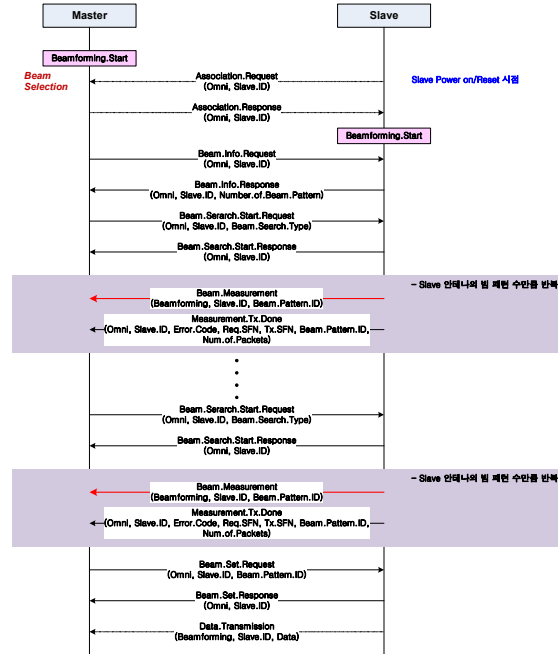 Master
Slave
Beamforming.Start
Beam
Selection
Association.Request
(Omni, Slave.ID)
Slave Power on/Reset 시점
Association.Response
(Omni, Slave.ID)
Beamforming.Start
Beam.Info.Request
(Omni, Slave.ID)
Beam.Info.Response
(Omni, Slave.ID, Number.of.Beam.Pattern)
Beam.Serarch.Start.Request
(Omni, Slave.ID, Beam.Search.Type)
Beam.Search.Start.Response
(Omni, Slave.ID)
- Slave 안테나의 빔 패턴 수만큼 반복
Beam.Measurement
(Beamforming, Slave.ID, Beam.Pattern.ID)
Measurement.Tx.Done
(Omni, Slave.ID, Error.Code, Req.SFN, Tx.SFN, Beam.Pattern.ID,
Num.of.Packets)
Beam.Serarch.Start.Request
(Omni, Slave.ID, Beam.Search.Type)
Beam.Search.Start.Response
(Omni, Slave.ID)
- Slave 안테나의 빔 패턴 수만큼 반복
Beam.Measurement
(Beamforming, Slave.ID, Beam.Pattern.ID)
Measurement.Tx.Done
(Omni, Slave.ID, Error.Code, Req.SFN, Tx.SFN, Beam.Pattern.ID,
Num.of.Packets)
Beam.Set.Request
(Omni, Slave.ID, Beam.Pattern.ID)
Beam.Set.Response
(Omni, Slave.ID)
Data.Transmission
(Beamforming, Slave.ID, Data)